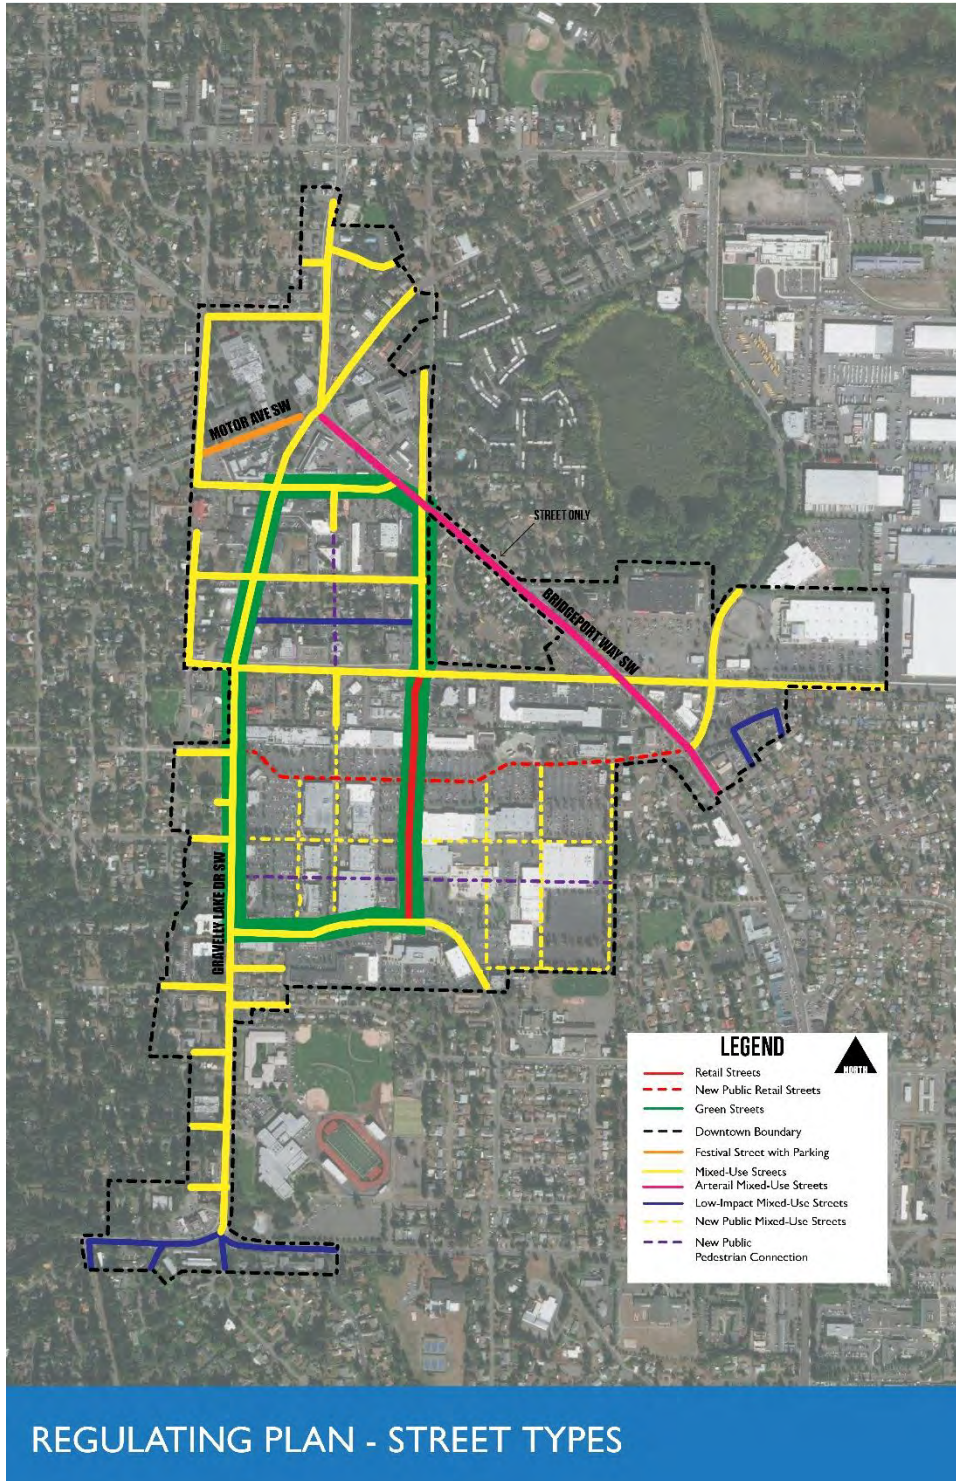 MOTOR AVE SW
STREET ONLY
BRIDGEPORT WAY SW
GRAVELLY LAKE DR SW
LEGEND
NORTH
Retail Streets
New Public Retail Streets
Green Streets
Downtown Boundary
Festival Street with Parking
Mixed-Use Streets
Arterail Mixed-Use Streets
Low-Impact Mixed-Use Streets
New Public Mixed-Use Streets
New Public
Pedestrian Connection
REGULATING PLAN - STREET TYPES